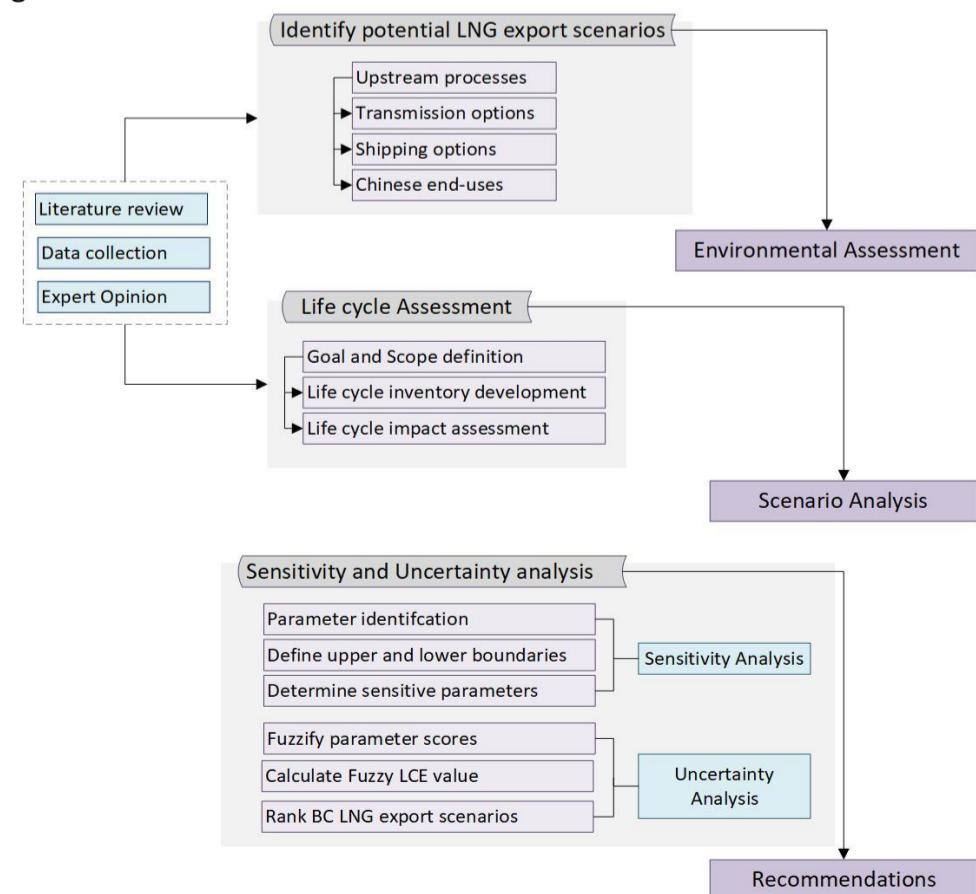 Identify potential LNG export scenarios
Upstream processes
Transmission options
Shipping options
Chinese end-uses
Literature review
Data collection
Expert Opinion
Environmental Assessment
Life cycle Assessment
Goal and Scope definition
Life cycle inventory development
Life cycle impact assessment
Scenario Analysis
Sensitivity and Uncertainty analysis
Parameter identifcation
Define upper and lower boundaries
Determine sensitive parameters
Sensitivity Analysis
Fuzzify parameter scores
Calculate Fuzzy LCE value
Rank BC LNG export scenarios
Uncertainty
Analysis
Recommendations